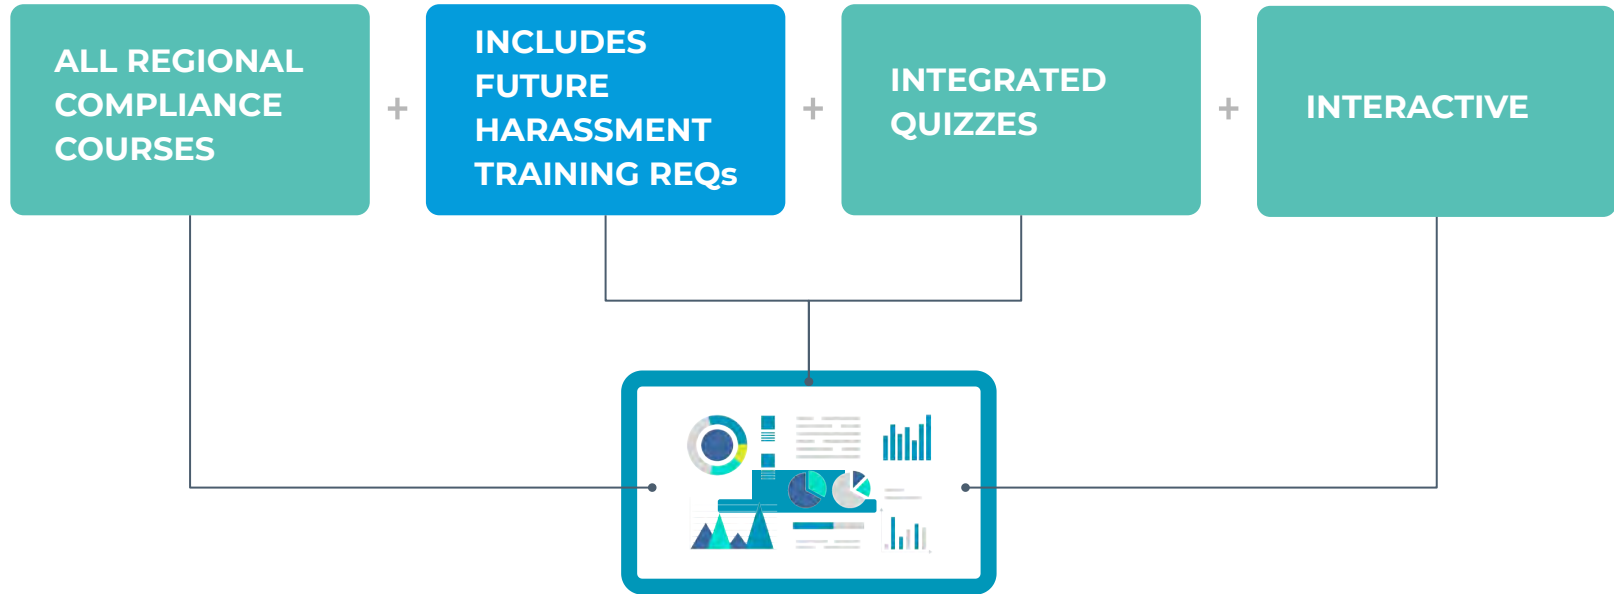 ALL REGIONAL
COMPLIANCE
COURSES
+
INCLUDES
FUTURE
HARASSMENT
TRAINING REQs
+
INTEGRATED
QUIZZES
+
INTERACTIVE